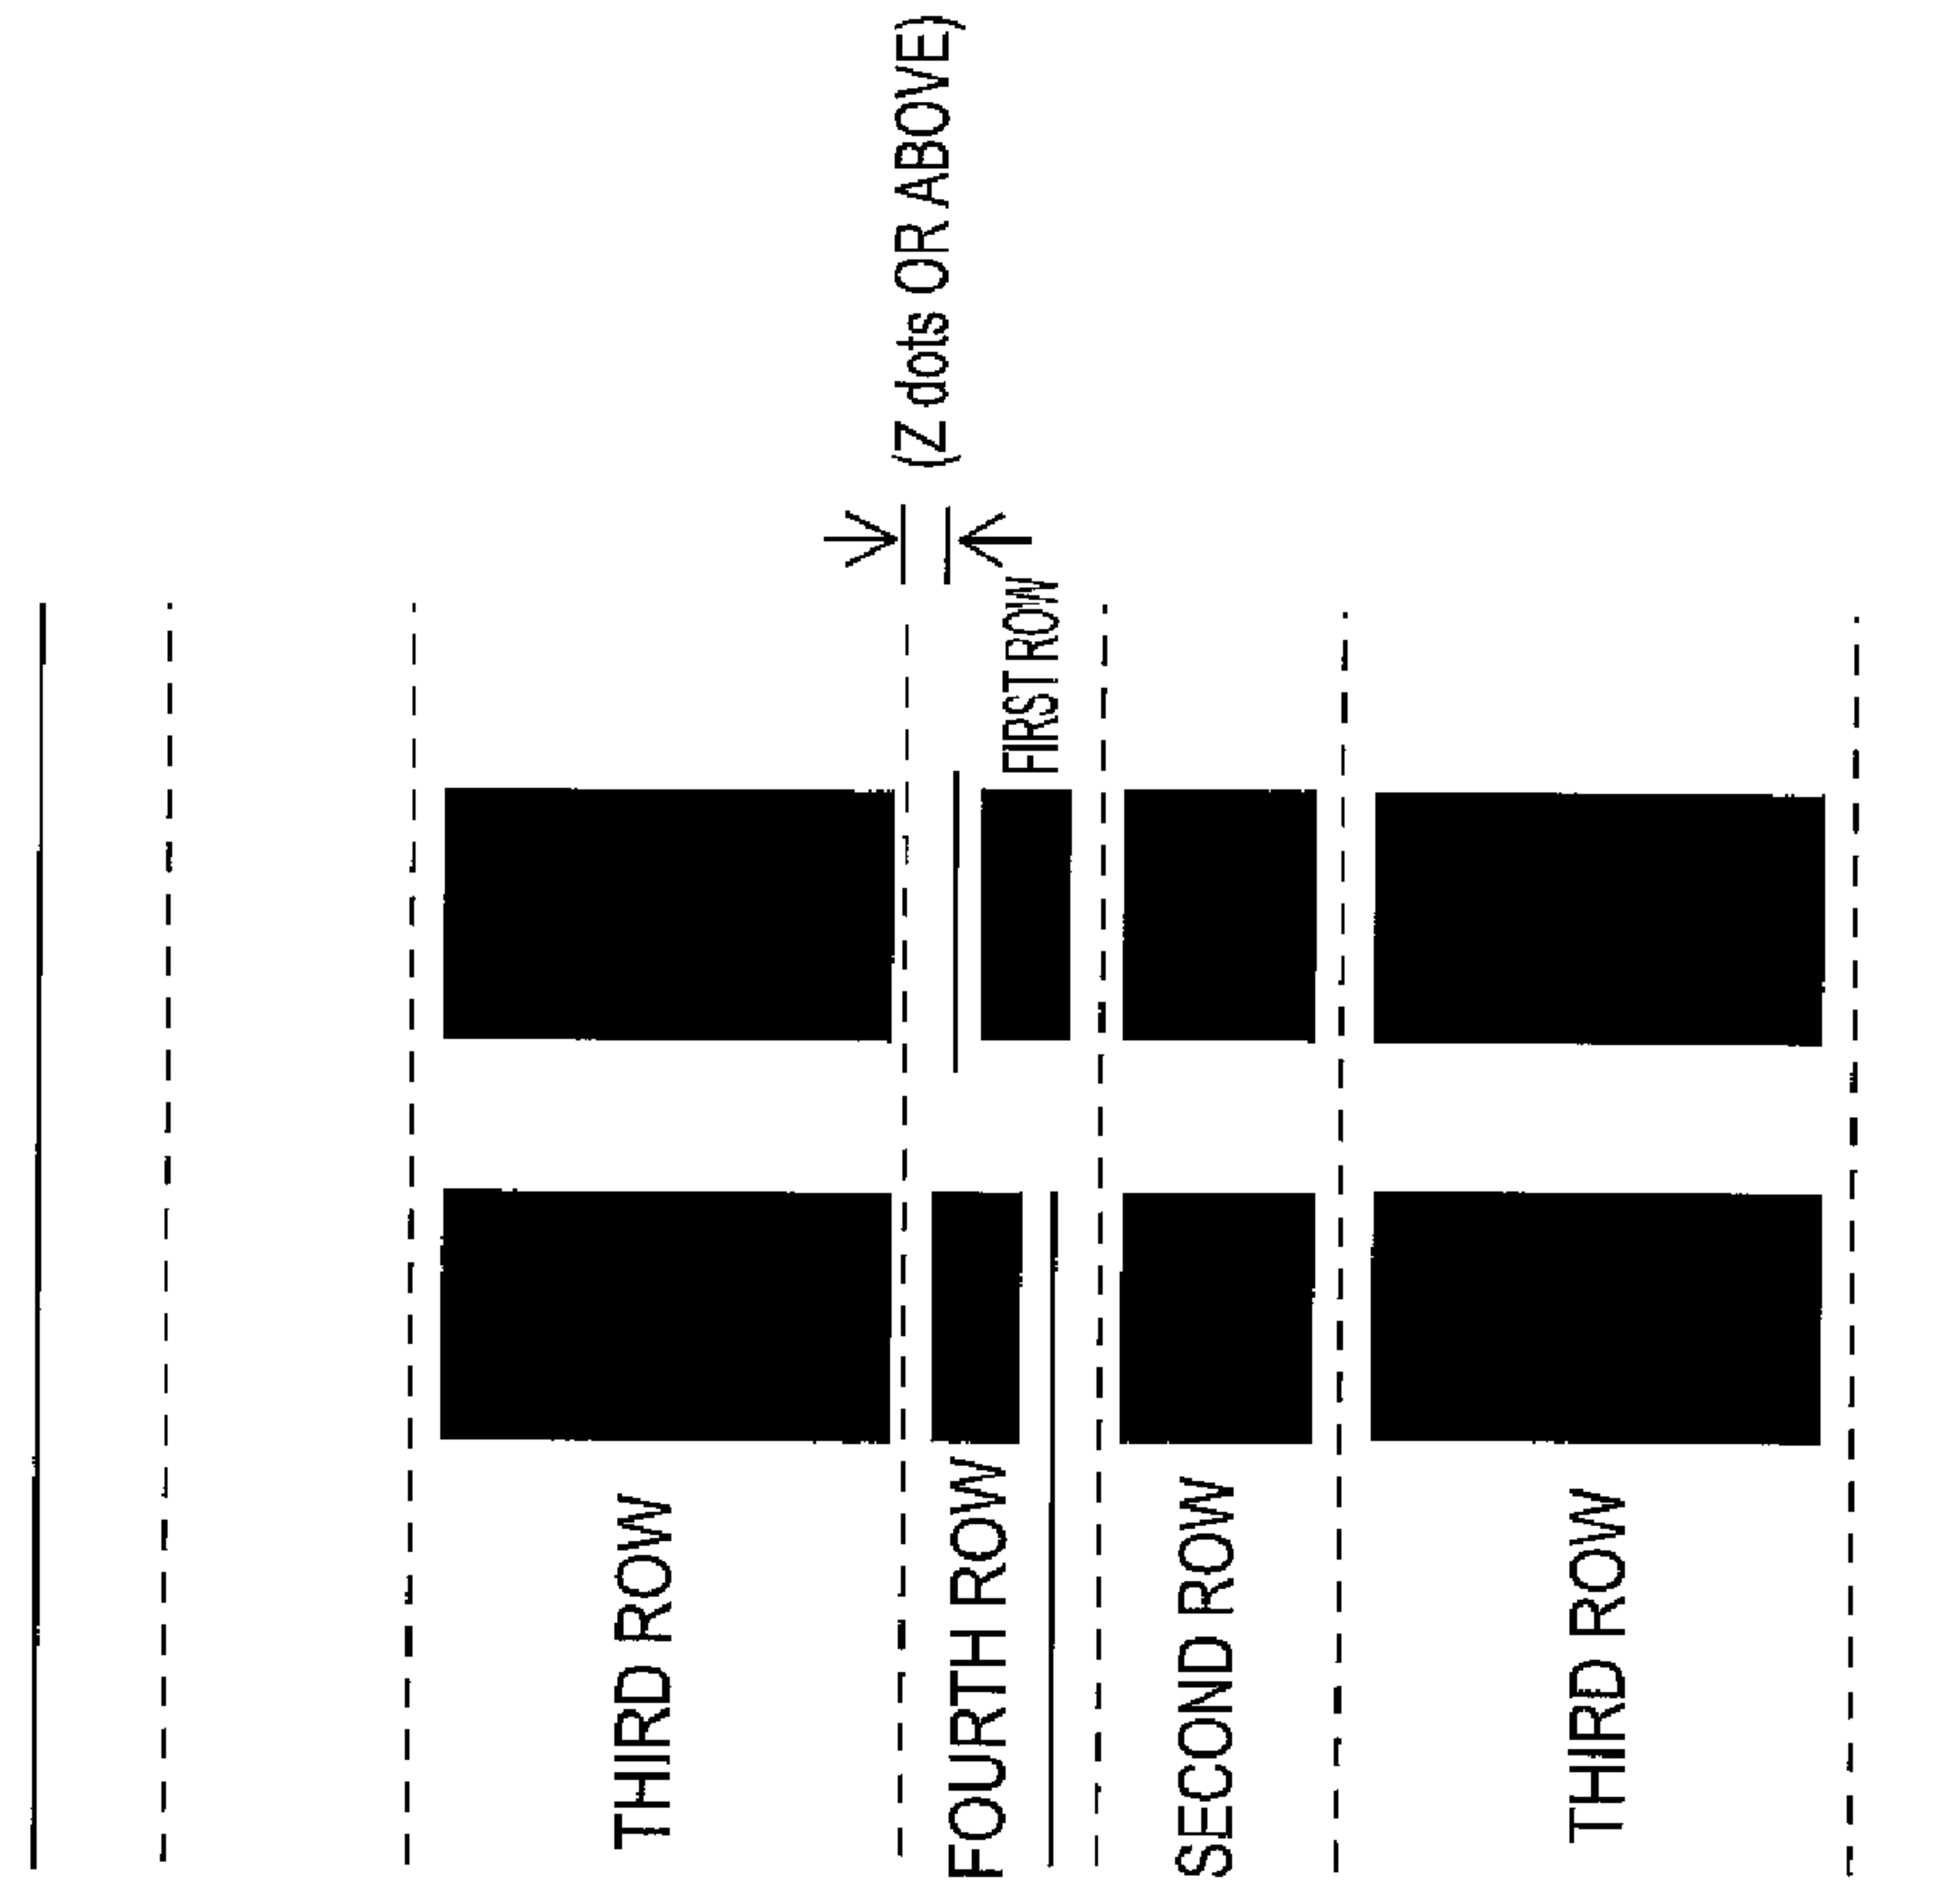 (Z dots OR ABOVE)
FIRST ROW
THIRD ROW
FOURTH ROW
SECOND ROW
THIRD ROW